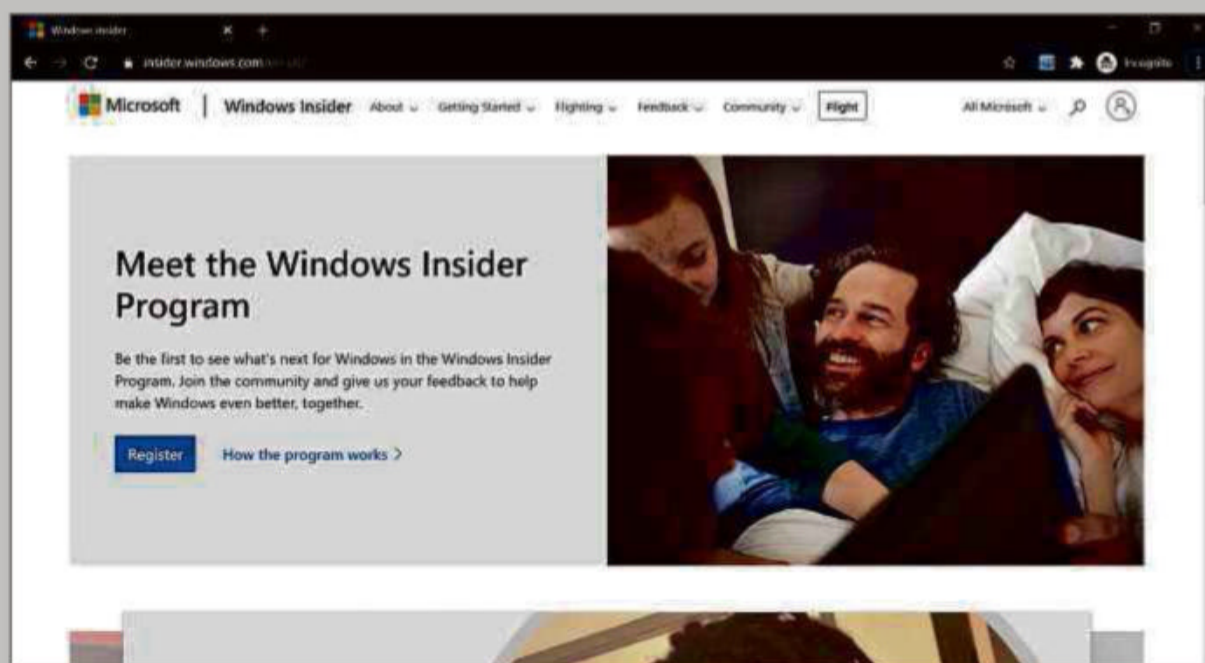 Windows Insider
insider.windows.com
Incognito
Microsoft | Windows Insider About Getting Started Flighting Feedback Community Flight All Microsoft
Meet the Windows Insider
Program
Be the first to see what's next for Windows in the Windows Insider
Program. Join the community and give us your feedback to help
make Windows even better, together.
Register How the program works >